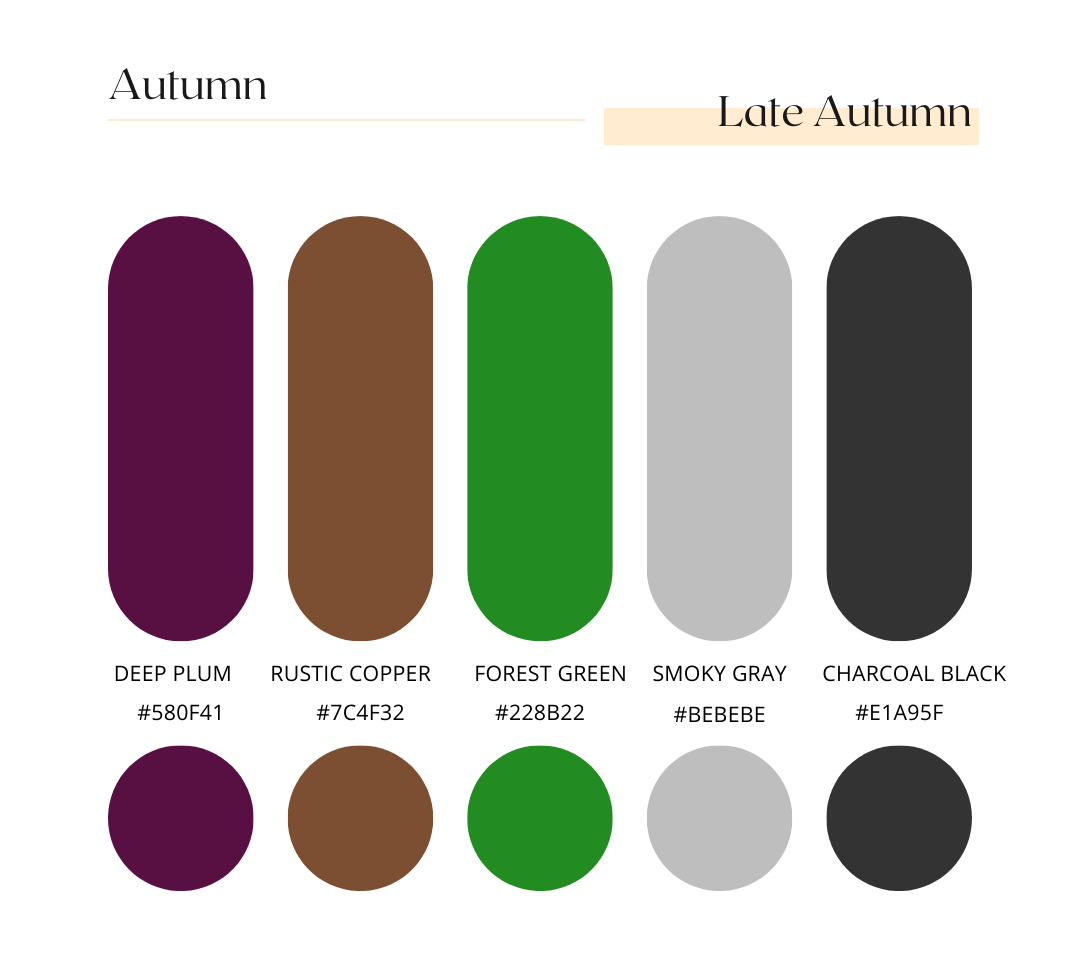 Autumn
Late Autumn
DEEP PLUM
#580F41
RUSTIC COPPER
#7C4F32
FOREST GREEN
#228B22
SMOKY GRAY
#BEBEBE
CHARCOAL BLACK
#E1A95F